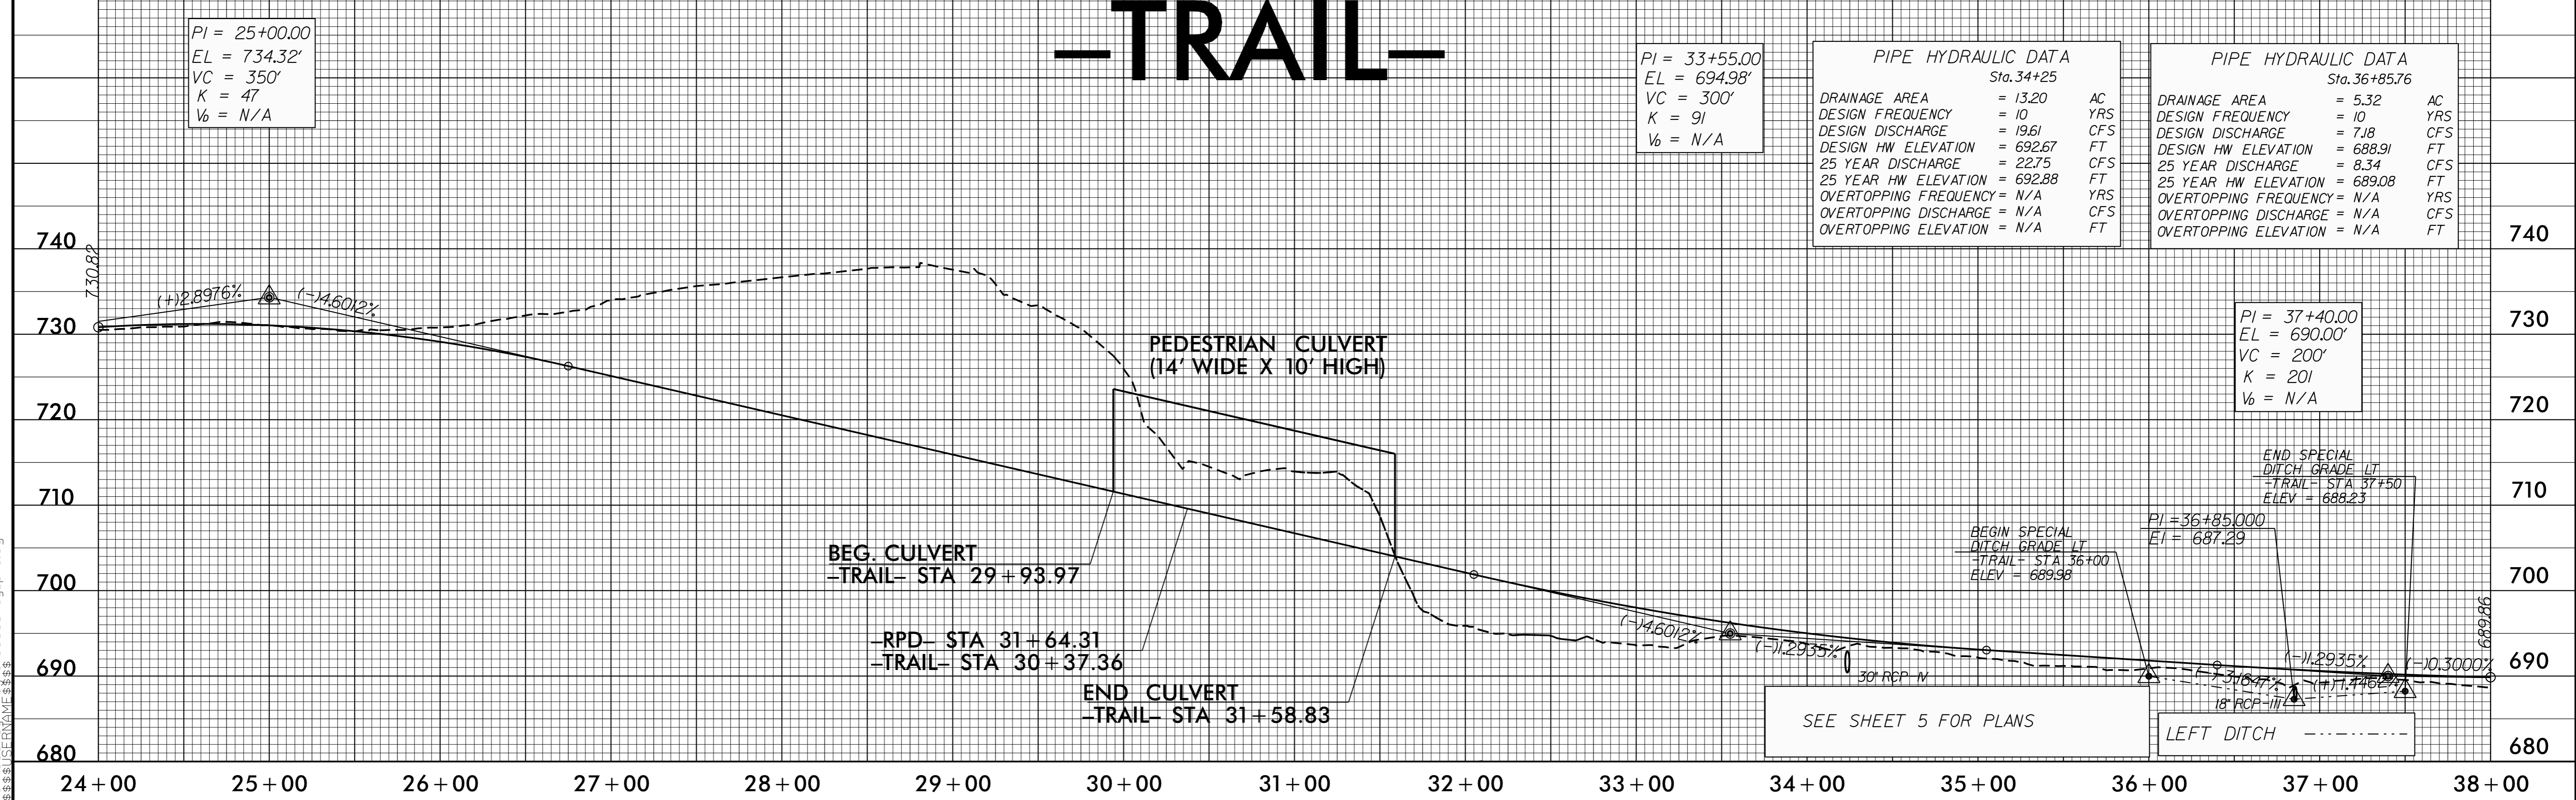 –TRAIL–
PI = 25+00.00
EL = 734.32'
VC = 350'
K = 47
VD = N/A
PI = 33+55.00
EL = 694.98'
VC = 300'
K = 91
VD = N/A
PIPE HYDRAULIC DATA
Sta. 34+25
DRAINAGE AREA = 13.20 AC
DESIGN FREQUENCY = 10 YRS
DESIGN DISCHARGE = 19.61 CFS
DESIGN HW ELEVATION = 692.67 FT
25 YEAR DISCHARGE = 22.75 CFS
25 YEAR HW ELEVATION = 692.88 FT
OVERTOPPING FREQUENCY = N/A YRS
OVERTOPPING DISCHARGE = N/A CFS
OVERTOPPING ELEVATION = N/A FT
PIPE HYDRAULIC DATA
Sta. 36+85.76
DRAINAGE AREA = 5.32 AC
DESIGN FREQUENCY = 10 YRS
DESIGN DISCHARGE = 7.18 CFS
DESIGN HW ELEVATION = 688.91 FT
25 YEAR DISCHARGE = 8.34 CFS
25 YEAR HW ELEVATION = 689.08 FT
OVERTOPPING FREQUENCY = N/A YRS
OVERTOPPING DISCHARGE = N/A CFS
OVERTOPPING ELEVATION = N/A FT
740
740
730.82
(+)2.8976%
(-)4.6012%
730
730
PI = 37+40.00
EL = 690.00'
VC = 200'
K = 201
VD = N/A
PEDESTRIAN CULVERT
(14' WIDE X 10' HIGH)
720
720
END SPECIAL
DITCH GRADE LT
-TRAIL- STA 37+50
ELEV = 688.23
710
710
PI =36+85.000
El = 687.29
BEGIN SPECIAL
DITCH GRADE LT
-TRAIL- STA 36+00
ELEV = 689.98
BEG. CULVERT
–TRAIL– STA 29+93.97
700
700
–RPD– STA 31+64.31
–TRAIL– STA 30+37.36
END CULVERT
–TRAIL– STA 31+58.83
(-)4.6012%
(-)1.2935%
(-)1.2935%
(-)0.3000%
689.86
690
690
(-)3.1647%
(+)1.4462%
30" RCP IV
18" RCP-III
SEE SHEET 5 FOR PLANS
LEFT DITCH
680
680
24+00 25+00 26+00 27+00 28+00 29+00 30+00 31+00 32+00 33+00 34+00 35+00 36+00 37+00 38+00